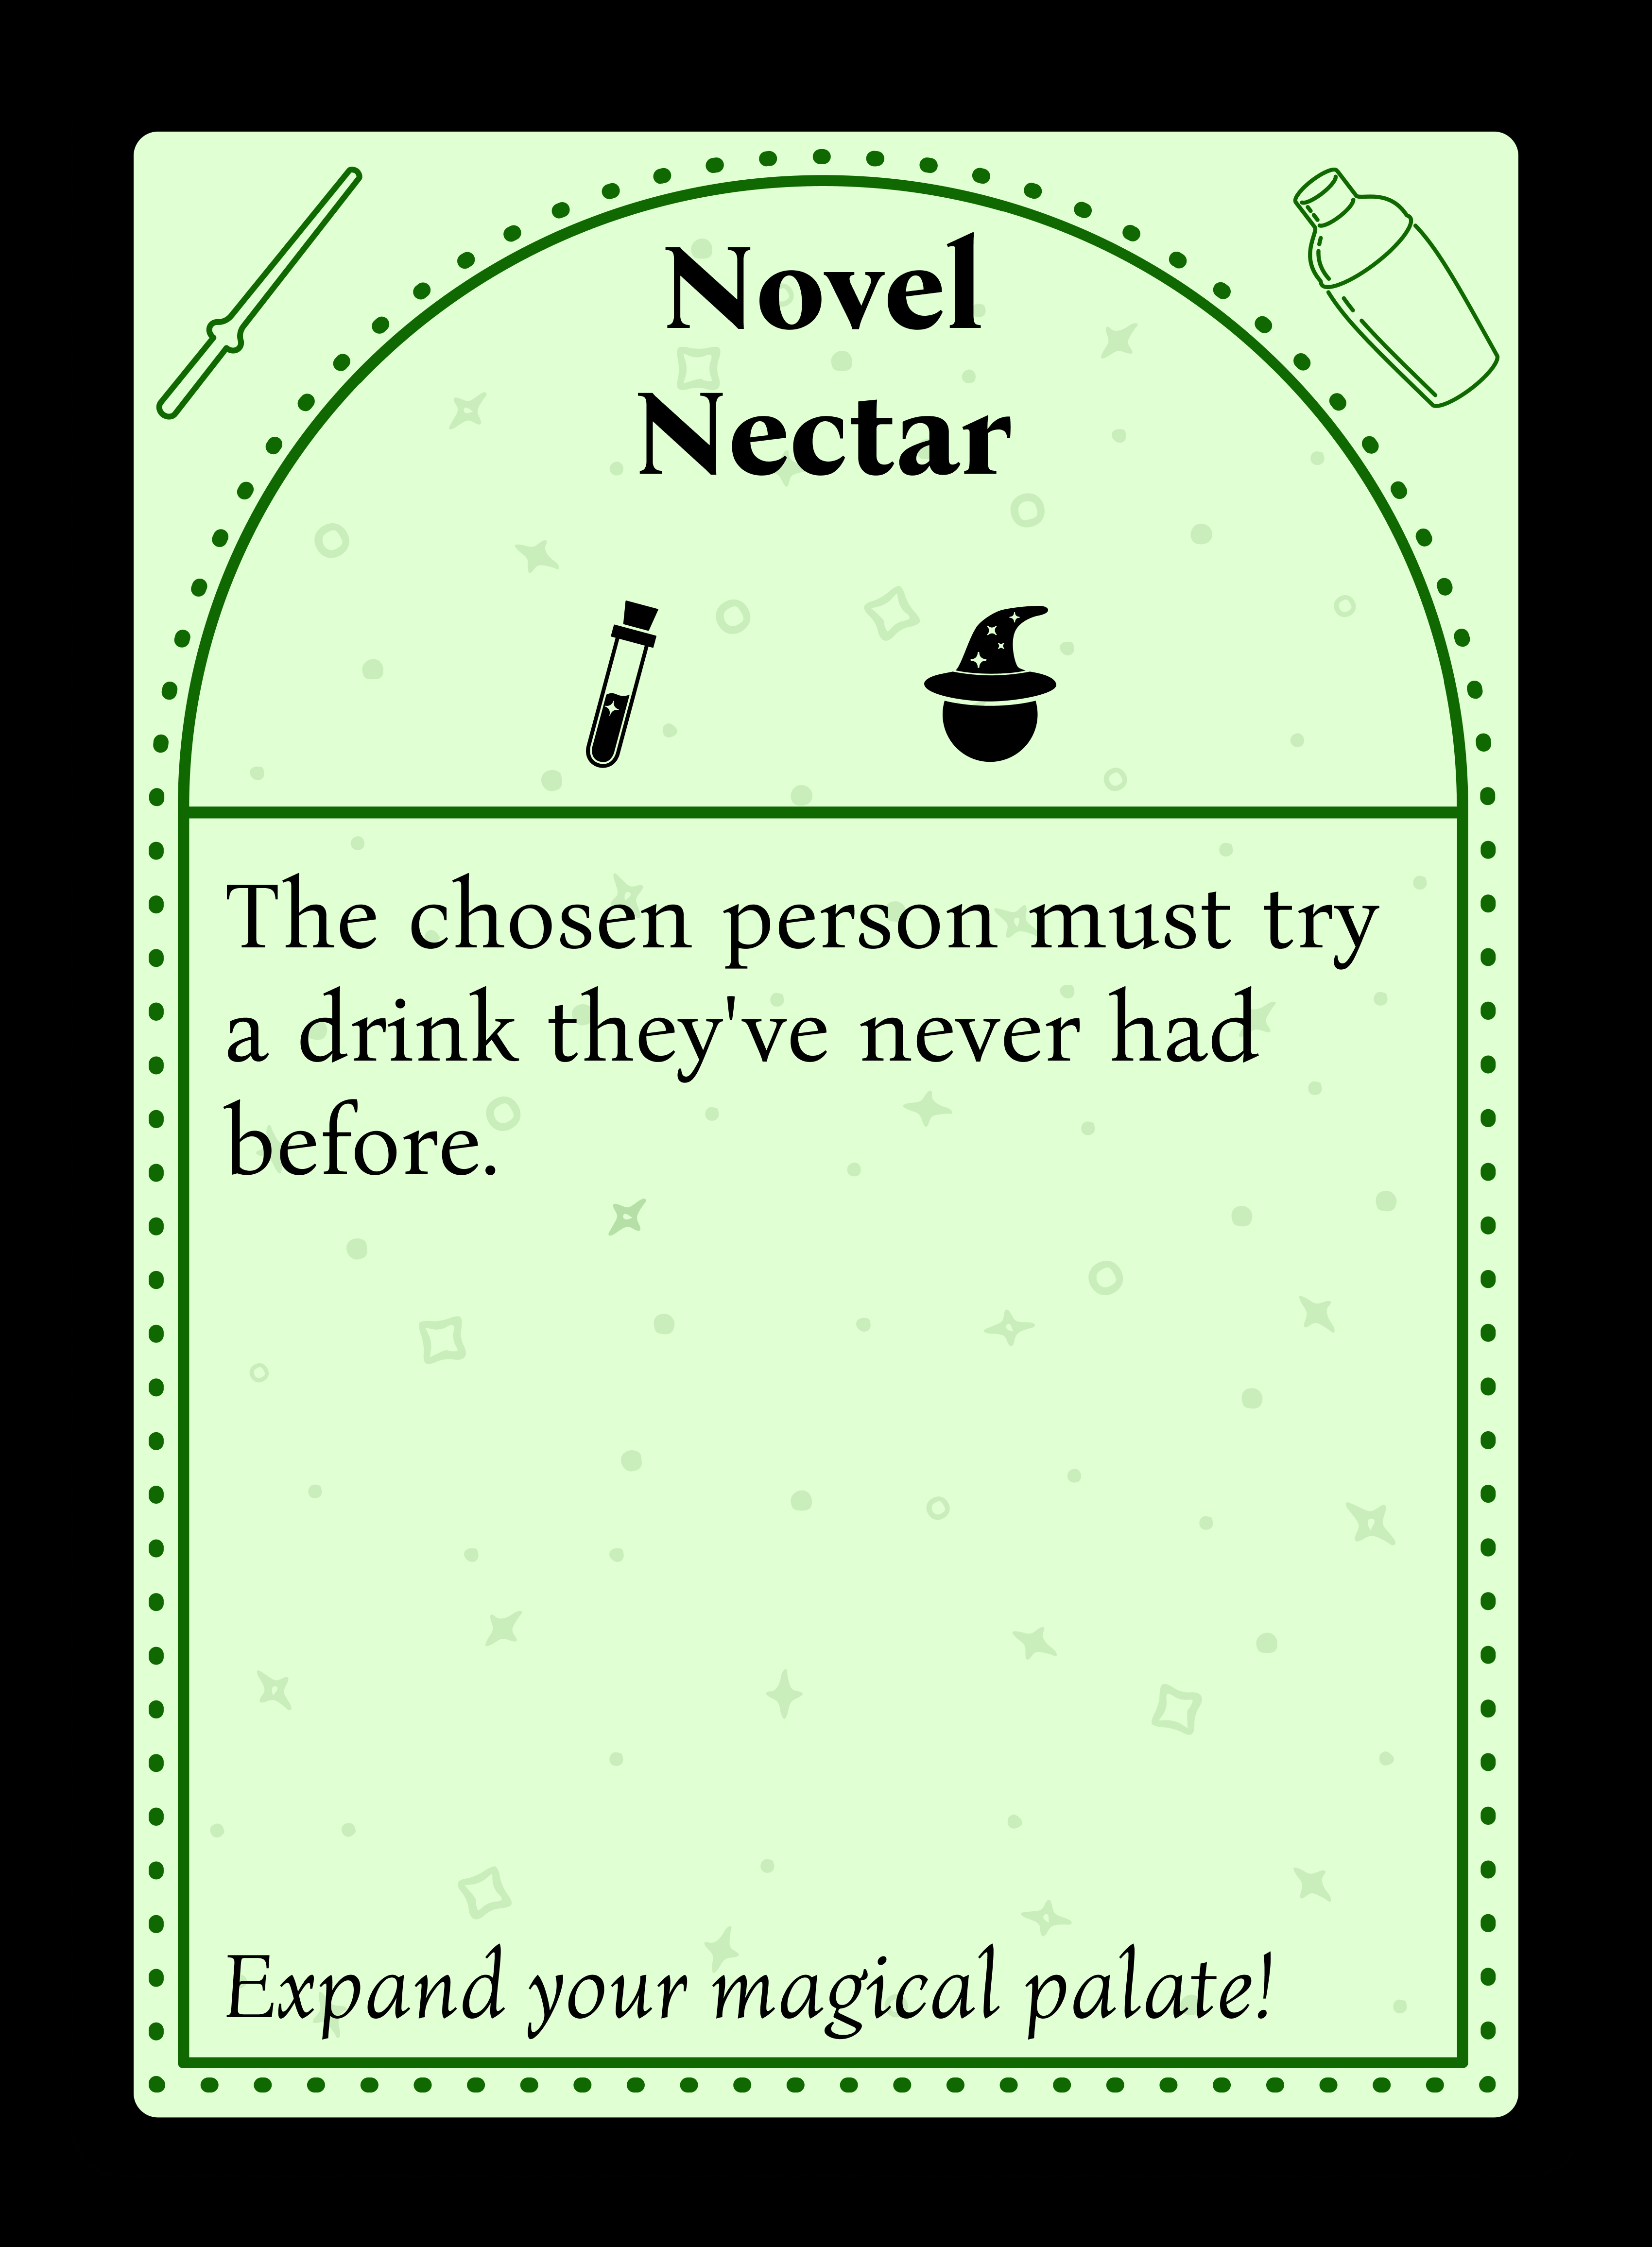 Novel
Nectar
The chosen person must try
a drink they've never had
before.
Expand your magical palate!